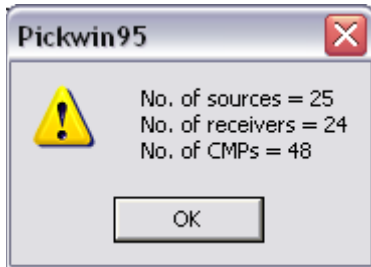 Pickwin95
No. of sources = 25
No. of receivers = 24
No. of CMPs = 48
OK